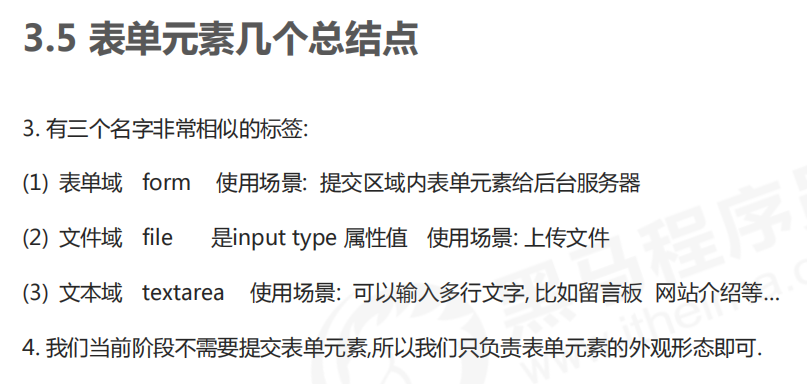 3.5 表单元素几个总结点
3. 有三个名字非常相似的标签:
(1) 表单域 form 使用场景: 提交区域内表单元素给后台服务器
(2) 文件域 file 是input type 属性值 使用场景: 上传文件
(3) 文本域 textarea 使用场景: 可以输入多行文字, 比如留言板 网站介绍等...
4. 我们当前阶段不需要提交表单元素,所以我们只负责表单元素的外观形态即可.
黑马程序员